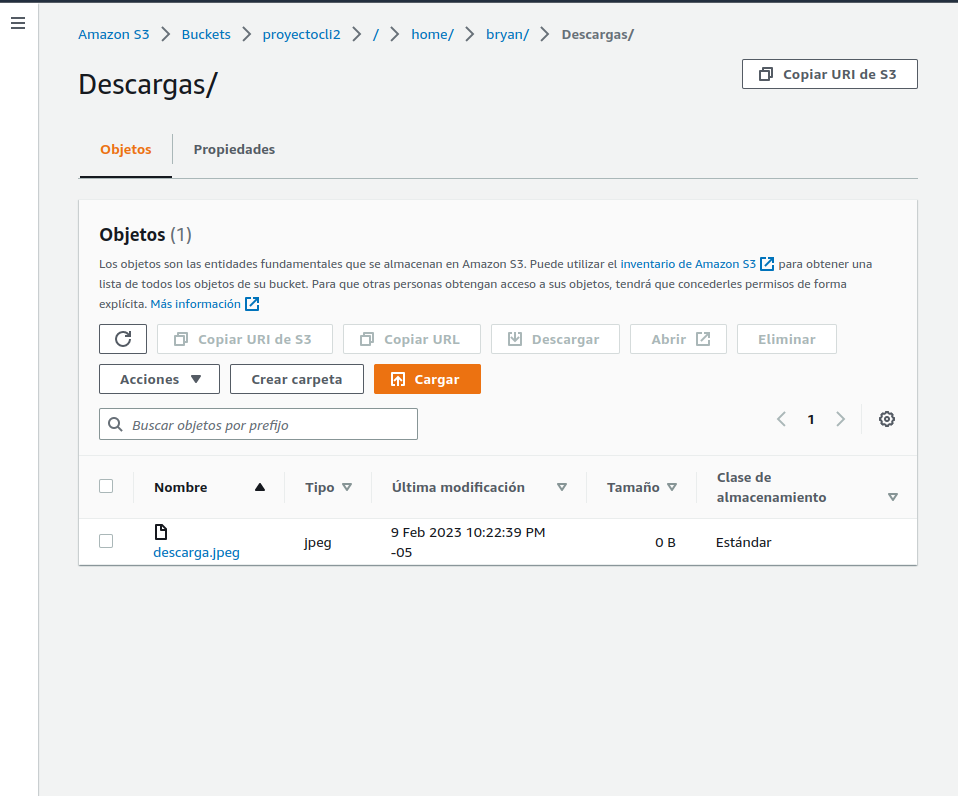 Amazon S3 > Buckets > proyectocli2 > / > home/ > bryan/ > Descargas/
Descargas/
Copiar URI de S3
Objetos
Propiedades
Objetos (1)
Los objetos son las entidades fundamentales que se almacenan en Amazon S3. Puede utilizar el inventario de Amazon S3 para obtener una
lista de todos los objetos de su bucket. Para que otras personas obtengan acceso a sus objetos, tendrá que concederles permisos de forma
explícita. Más información
Copiar URI de S3 Copiar URL Descargar Abrir Eliminar
Acciones Crear carpeta Cargar
Buscar objetos por prefijo
1
Nombre Tipo Última modificación Tamaño Clase de
almacenamiento
descarga.jpeg jpeg 9 Feb 2023 10:22:39 PM
-05 0 B Estándar